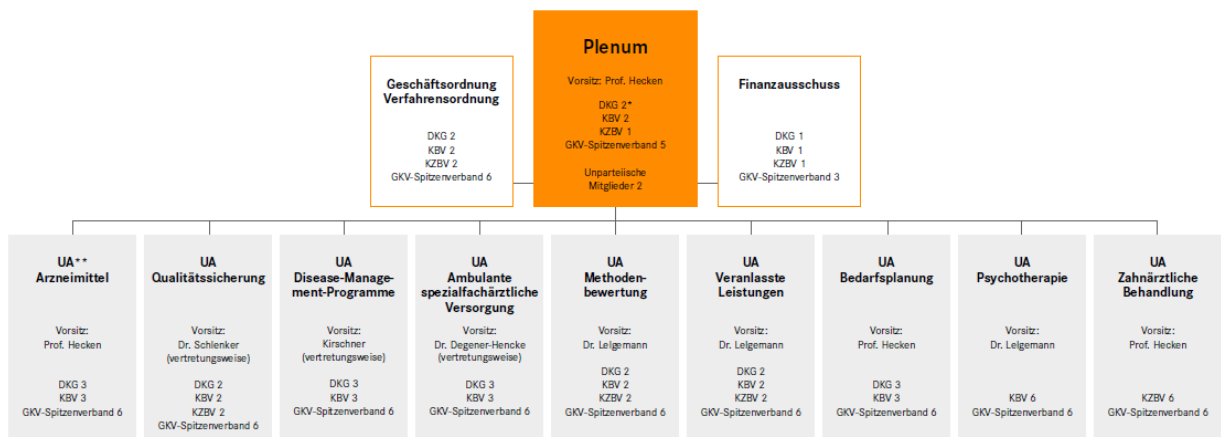 Plenum
Vorsitz: Prof. Hecken
DKG 2*
KBV 2
KZBV 1
GKV-Spitzenverband 5
Unparteiische
Mitglieder 2
Geschäftsordnung
Verfahrensordnung
DKG 2
KBV 2
KZBV 2
GKV-Spitzenverband 6
Finanzausschuss
DKG 1
KBV 1
KZBV 1
GKV-Spitzenverband 3
UA**
Arzneimittel
Vorsitz:
Prof. Hecken
DKG 3
KBV 3
GKV-Spitzenverband 6
UA
Qualitätssicherung
Vorsitz:
Dr. Schlenker
(vertretungsweise)
DKG 2
KBV 2
KZBV 2
GKV-Spitzenverband 6
UA
Disease-Manage-
ment-Programme
Vorsitz:
Kirschner
(vertretungsweise)
DKG 3
KBV 3
GKV-Spitzenverband 6
UA
Ambulante
spezialfachärztliche
Versorgung
Vorsitz:
Dr. Degener-Hencke
(vertretungsweise)
DKG 3
KBV 3
GKV-Spitzenverband 6
UA
Methoden-
bewertung
Vorsitz:
Dr. Lelgemann
DKG 2
KBV 2
KZBV 2
GKV-Spitzenverband 6
UA
Veranlasste
Leistungen
Vorsitz:
Dr. Lelgemann
DKG 2
KBV 2
KZBV 2
GKV-Spitzenverband 6
UA
Bedarfsplanung
Vorsitz:
Prof. Hecken
DKG 3
KBV 3
GKV-Spitzenverband 6
UA
Psychotherapie
Vorsitz:
Dr. Lelgemann
KBV 6
GKV-Spitzenverband 6
UA
Zahnärztliche
Behandlung
Vorsitz:
Prof. Hecken
KZBV 6
GKV-Spitzenverband 6